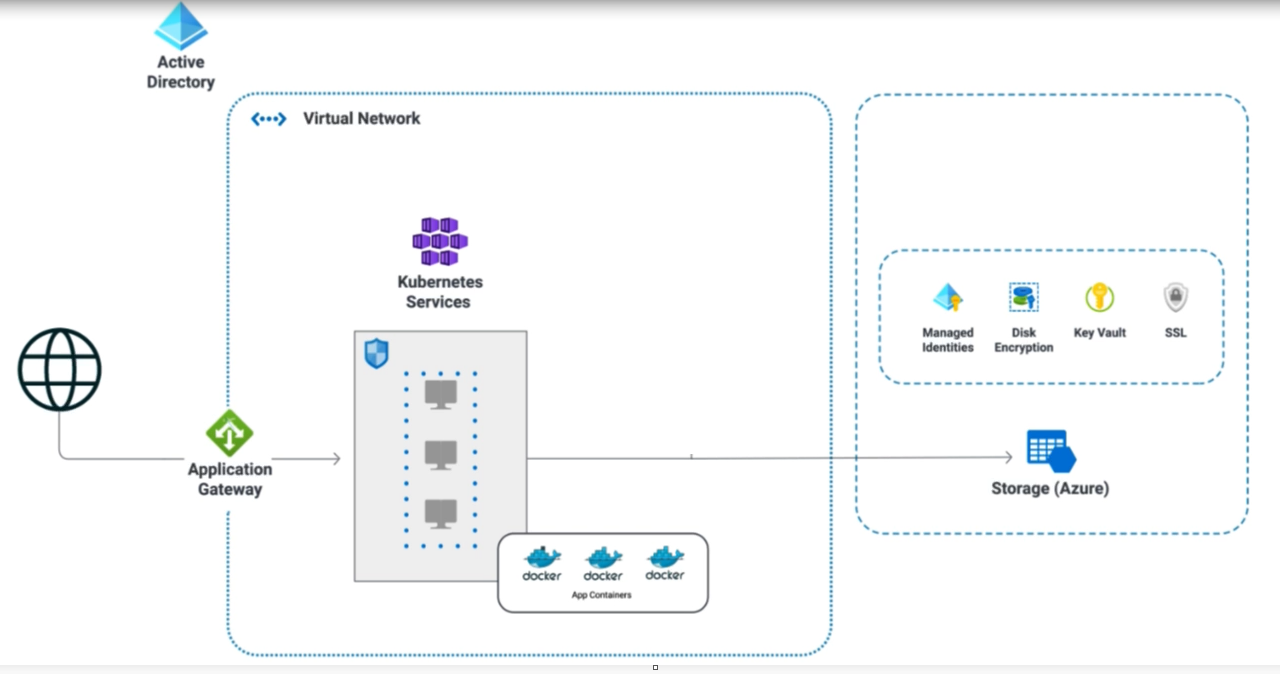 Active
Directory
Virtual Network
Kubernetes
Services
Managed
Identities
Disk
Encryption
Key Vault
SSL
Application
Gateway
Storage (Azure)
docker
docker
docker
App Containers